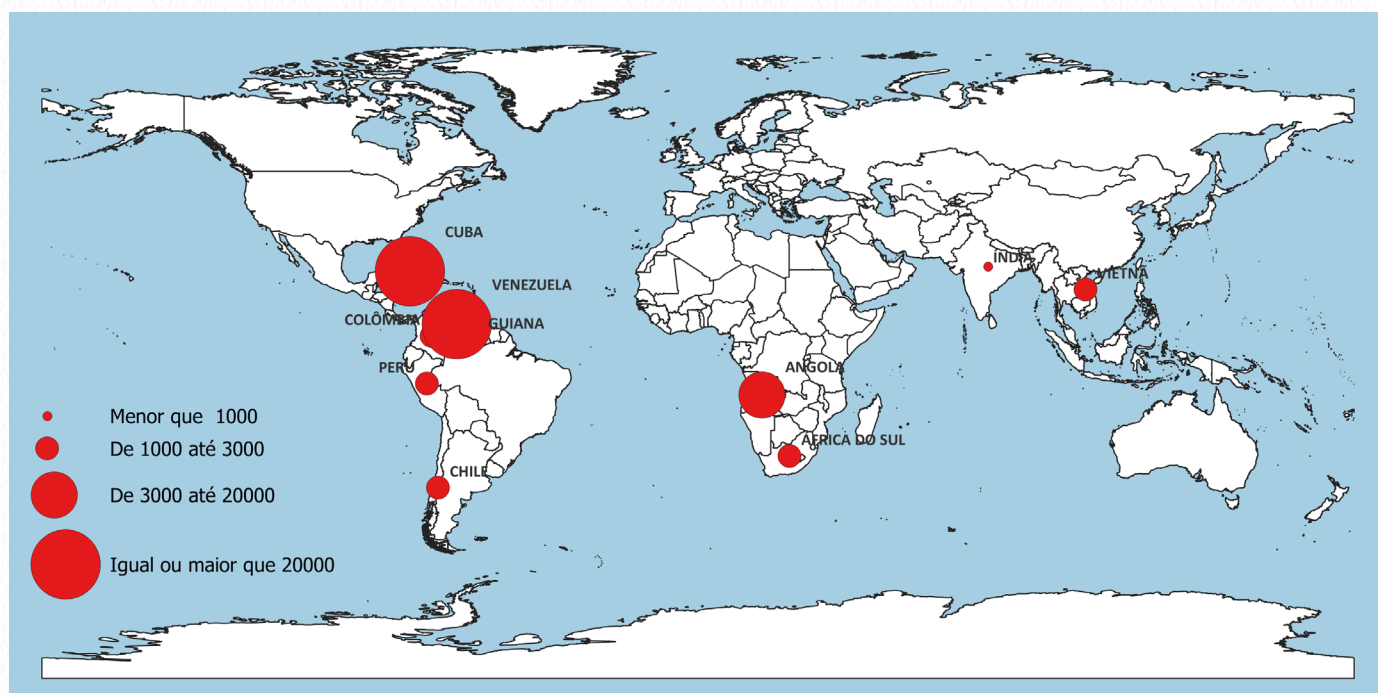 CUBA
VENEZUELA
COLÔMBIA
GUIANA
PERU
CHILE
ANGOLA
ÁFRICA DO SUL
ÍNDIA
VIETNÃ
Menor que 1000
De 1000 até 3000
De 3000 até 20000
Igual ou maior que 20000